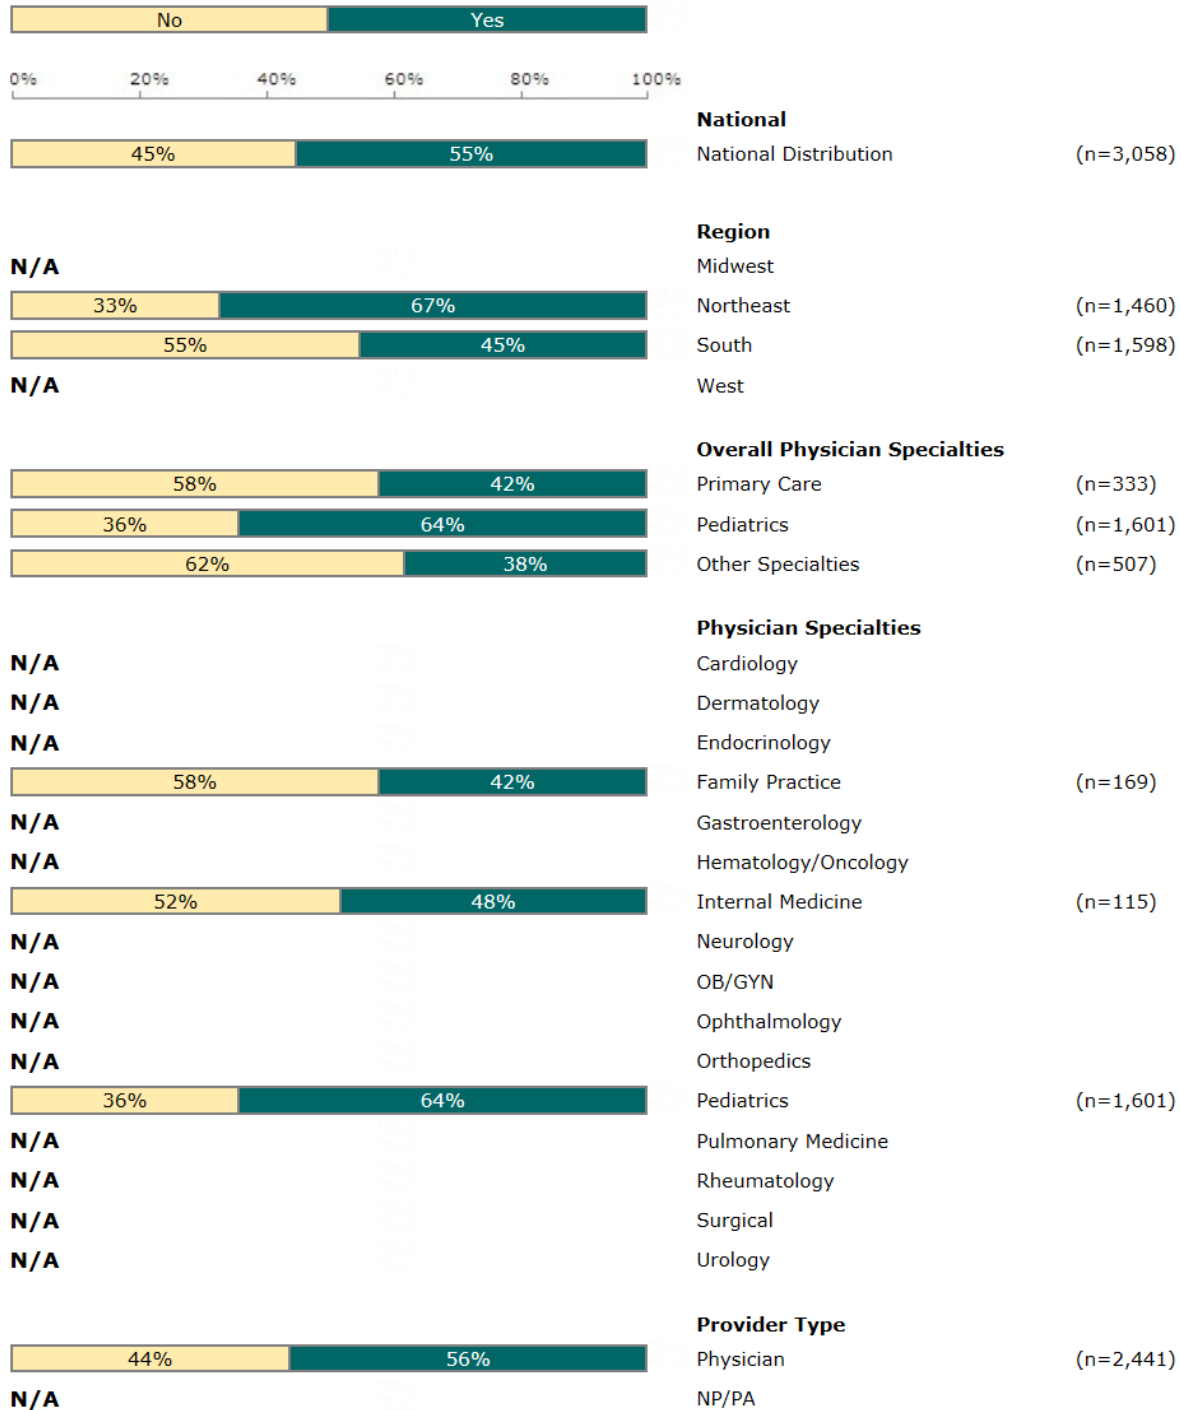 No Yes
0% 20% 40% 60% 80% 100%
National
45% 55% National Distribution (n=3,058)
Region
N/A Midwest
33% 67% Northeast (n=1,460)
55% 45% South (n=1,598)
N/A West
Overall Physician Specialties
58% 42% Primary Care (n=333)
36% 64% Pediatrics (n=1,601)
62% 38% Other Specialties (n=507)
Physician Specialties
N/A Cardiology
N/A Dermatology
N/A Endocrinology
58% 42% Family Practice (n=169)
N/A Gastroenterology
N/A Hematology/Oncology
52% 48% Internal Medicine (n=115)
N/A Neurology
N/A OB/GYN
N/A Ophthalmology
N/A Orthopedics
36% 64% Pediatrics (n=1,601)
N/A Pulmonary Medicine
N/A Rheumatology
N/A Surgical
N/A Urology
Provider Type
44% 56% Physician (n=2,441)
N/A NP/PA